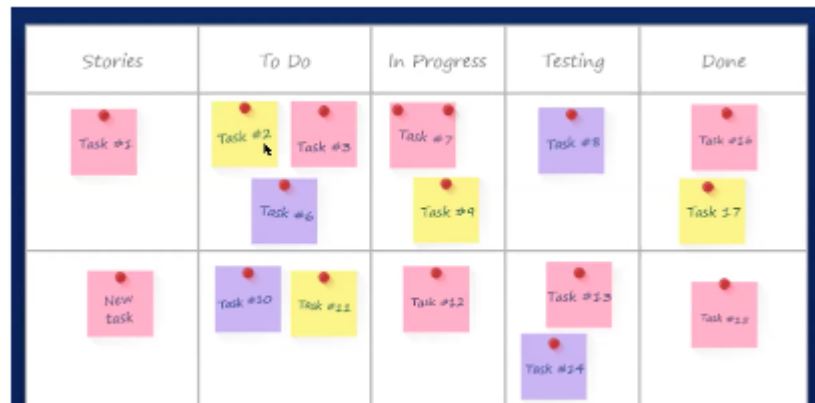 Stories
To Do
In Progress
Testing
Done
Task #1
Task #2
Task #3
Task #6
Task #7
Task #9
Task #8
Task #16
Task 17
New
task
Task #10
Task #11
Task #12
Task #13
Task #14
Task #15